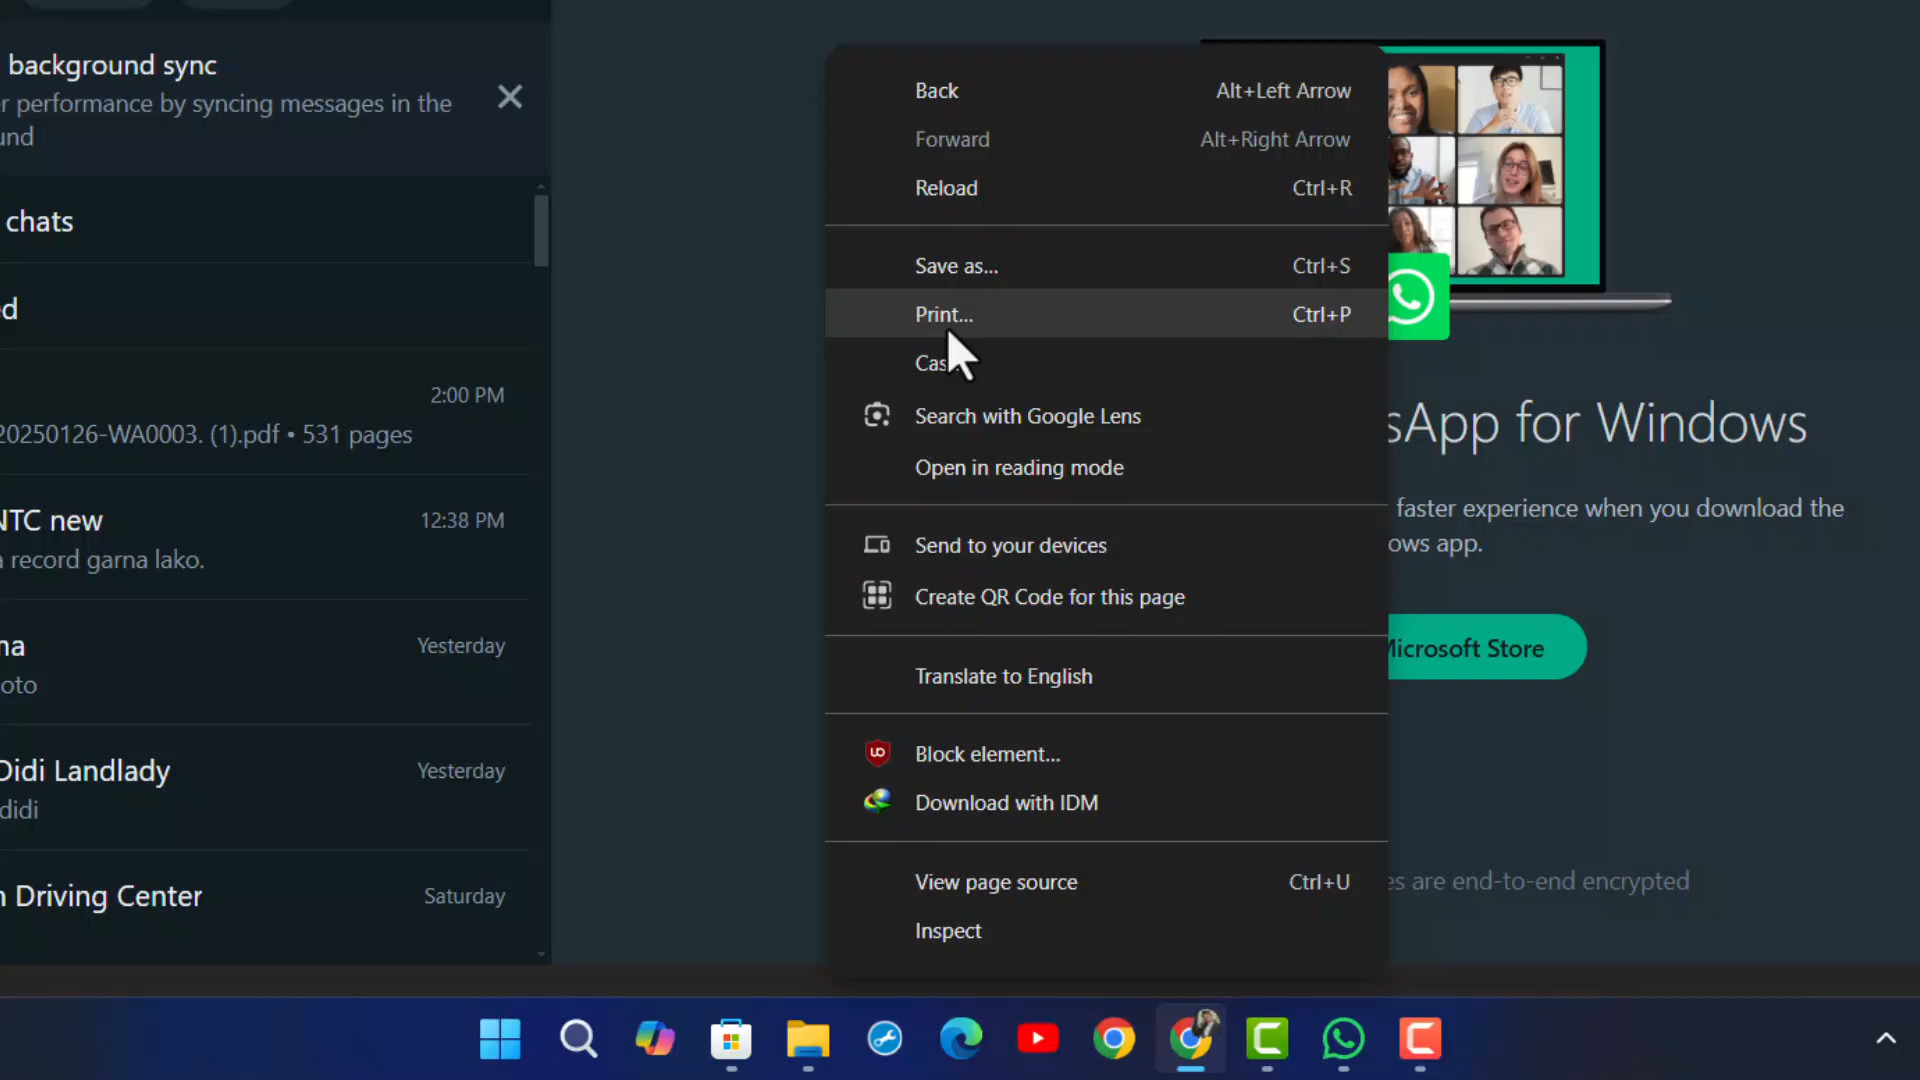 background sync
r performance by syncing messages in the
und
chats
ed
2:00 PM
20250126-WA0003. (1).pdf • 531 pages
NTC new
12:38 PM
a record garna lako.
ma
Yesterday
oto
Didi Landlady
Yesterday
didi
n Driving Center
Saturday
Back Alt+Left Arrow
Forward Alt+Right Arrow
Reload Ctrl+R
Save as... Ctrl+S
Print... Ctrl+P
Cas
Search with Google Lens
Open in reading mode
Send to your devices
Create QR Code for this page
Translate to English
Block element...
Download with IDM
View page source Ctrl+U
Inspect
sApp for Windows
faster experience when you download the
ows app.
Microsoft Store
es are end-to-end encrypted